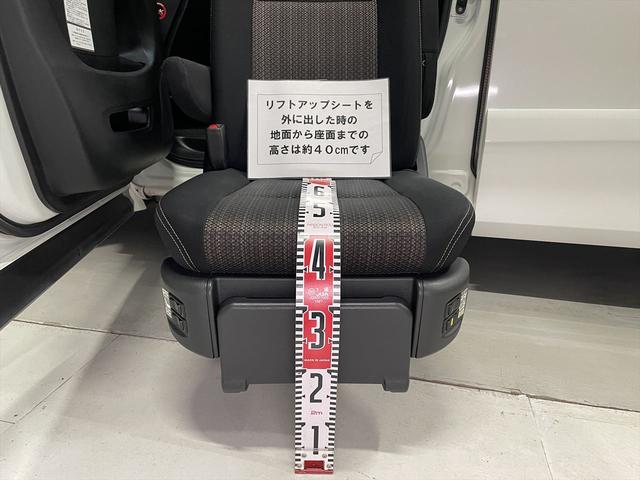 リフトアップシートを
外に出した時の
地面から座面までの
高さは約４０cmです
6
5
4
3
2
2m
1